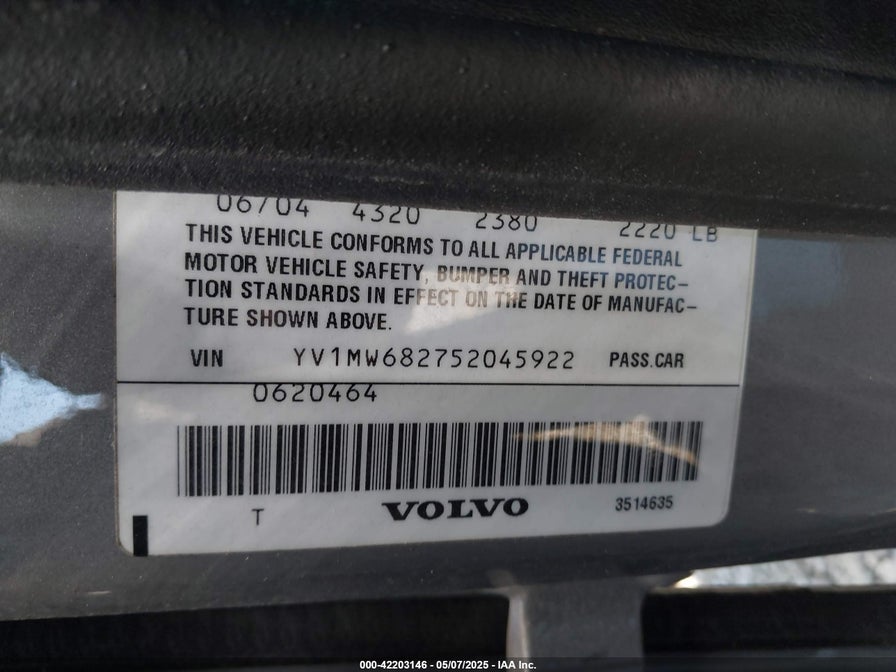 06/04 4320 2380 2220 LB
THIS VEHICLE CONFORMS TO ALL APPLICABLE FEDERAL
MOTOR VEHICLE SAFETY, BUMPER AND THEFT PROTEC-
TION STANDARDS IN EFFECT ON THE DATE OF MANUFAC-
TURE SHOWN ABOVE.
VIN YV1MW682752045922 PASS.CAR
0620464
T VOLVO 3514635
000-42203146 - 05/07/2025 - IAA Inc.